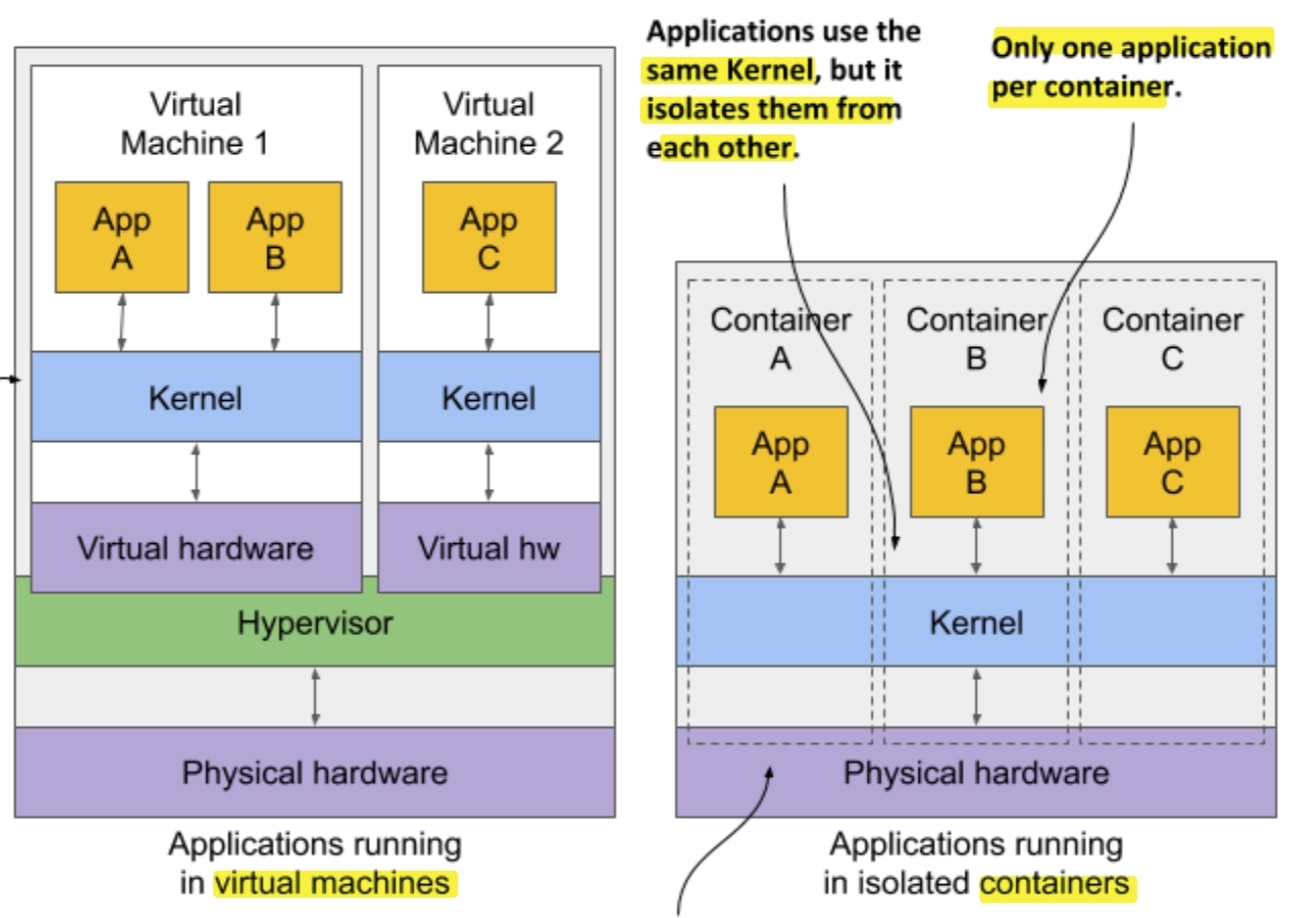 Applications use the
same Kernel, but it
isolates them from
each other.
Only one application
per container.
Virtual
Machine 1
Virtual
Machine 2
App
A
App
B
App
C
Kernel
Kernel
Virtual hardware
Virtual hw
Hypervisor
Physical hardware
Applications running
in virtual machines
Container
A
Container
B
Container
C
App
A
App
B
App
C
Kernel
Physical hardware
Applications running
in isolated containers